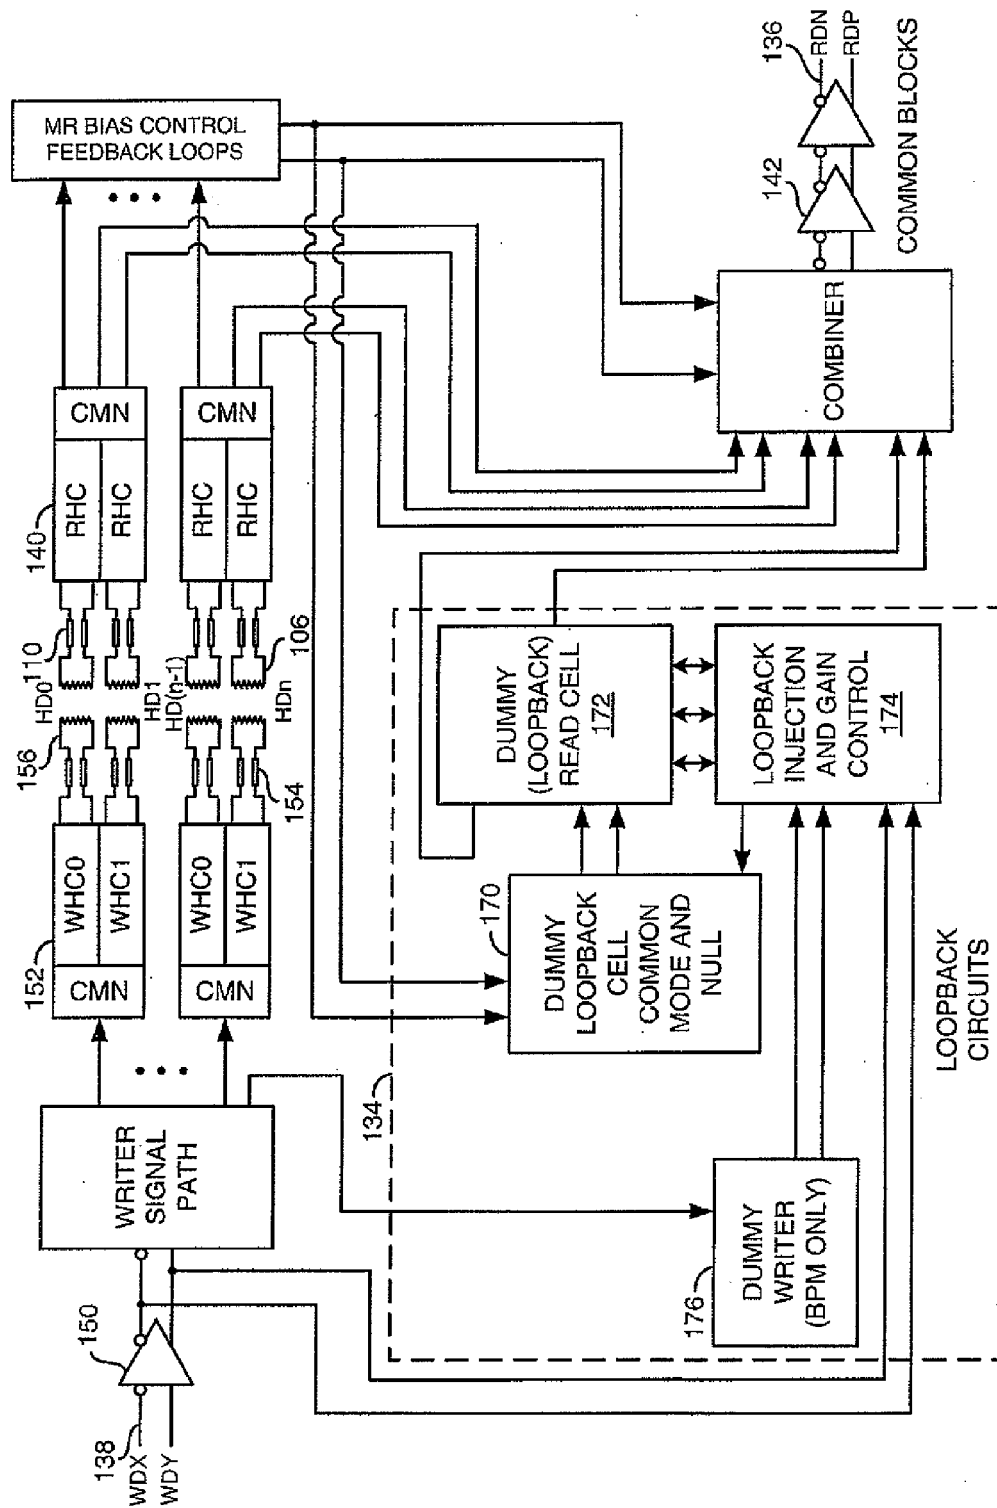 WDX
138
WDY
150
WRITER
SIGNAL
PATH
152
CMN
WHC0
WHC1
CMN
WHC0
WHC1
156
154
HD0
HD1
HD(n-1)
HDn
110
106
140
RHC
RHC
CMN
RHC
RHC
CMN
MR BIAS CONTROL
FEEDBACK LOOPS
134
176
DUMMY
WRITER
(BPM ONLY)
170
DUMMY
LOOPBACK
CELL
COMMON
MODE AND
NULL
DUMMY
(LOOPBACK)
READ CELL
172
LOOPBACK
INJECTION
AND GAIN
CONTROL
174
LOOPBACK
CIRCUITS
COMBINER
142
136
RDN
RDP
COMMON BLOCKS